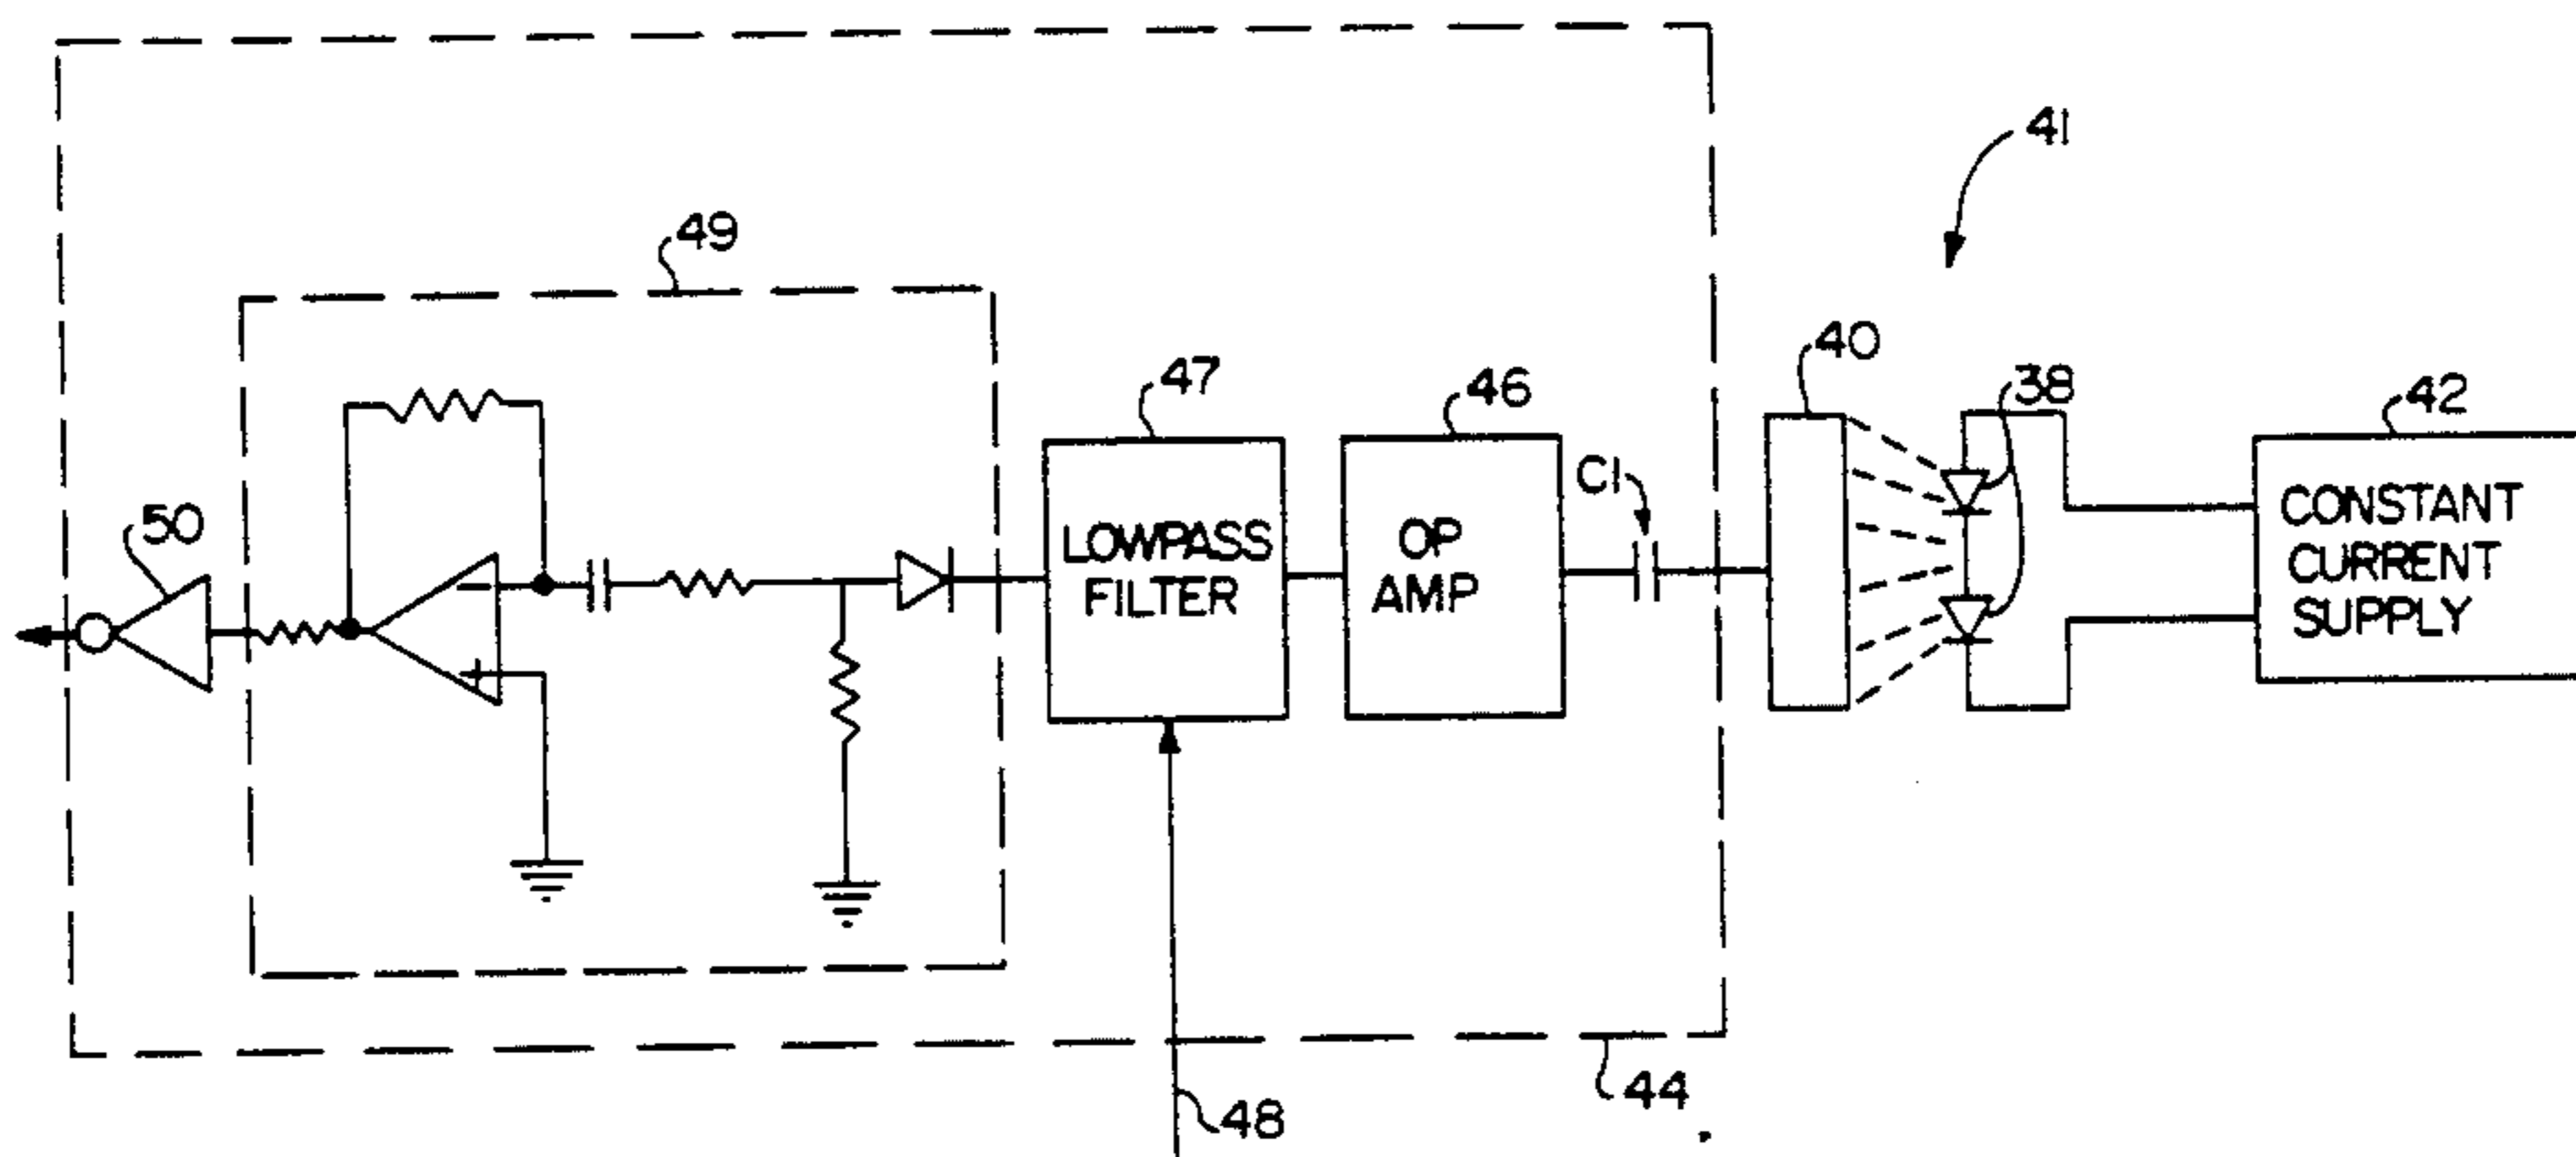 41
49
40
47
46
38
42
C1
50
LOWPASS
FILTER
OP
AMP
CONSTANT
CURRENT
SUPPLY
-
+
44
48